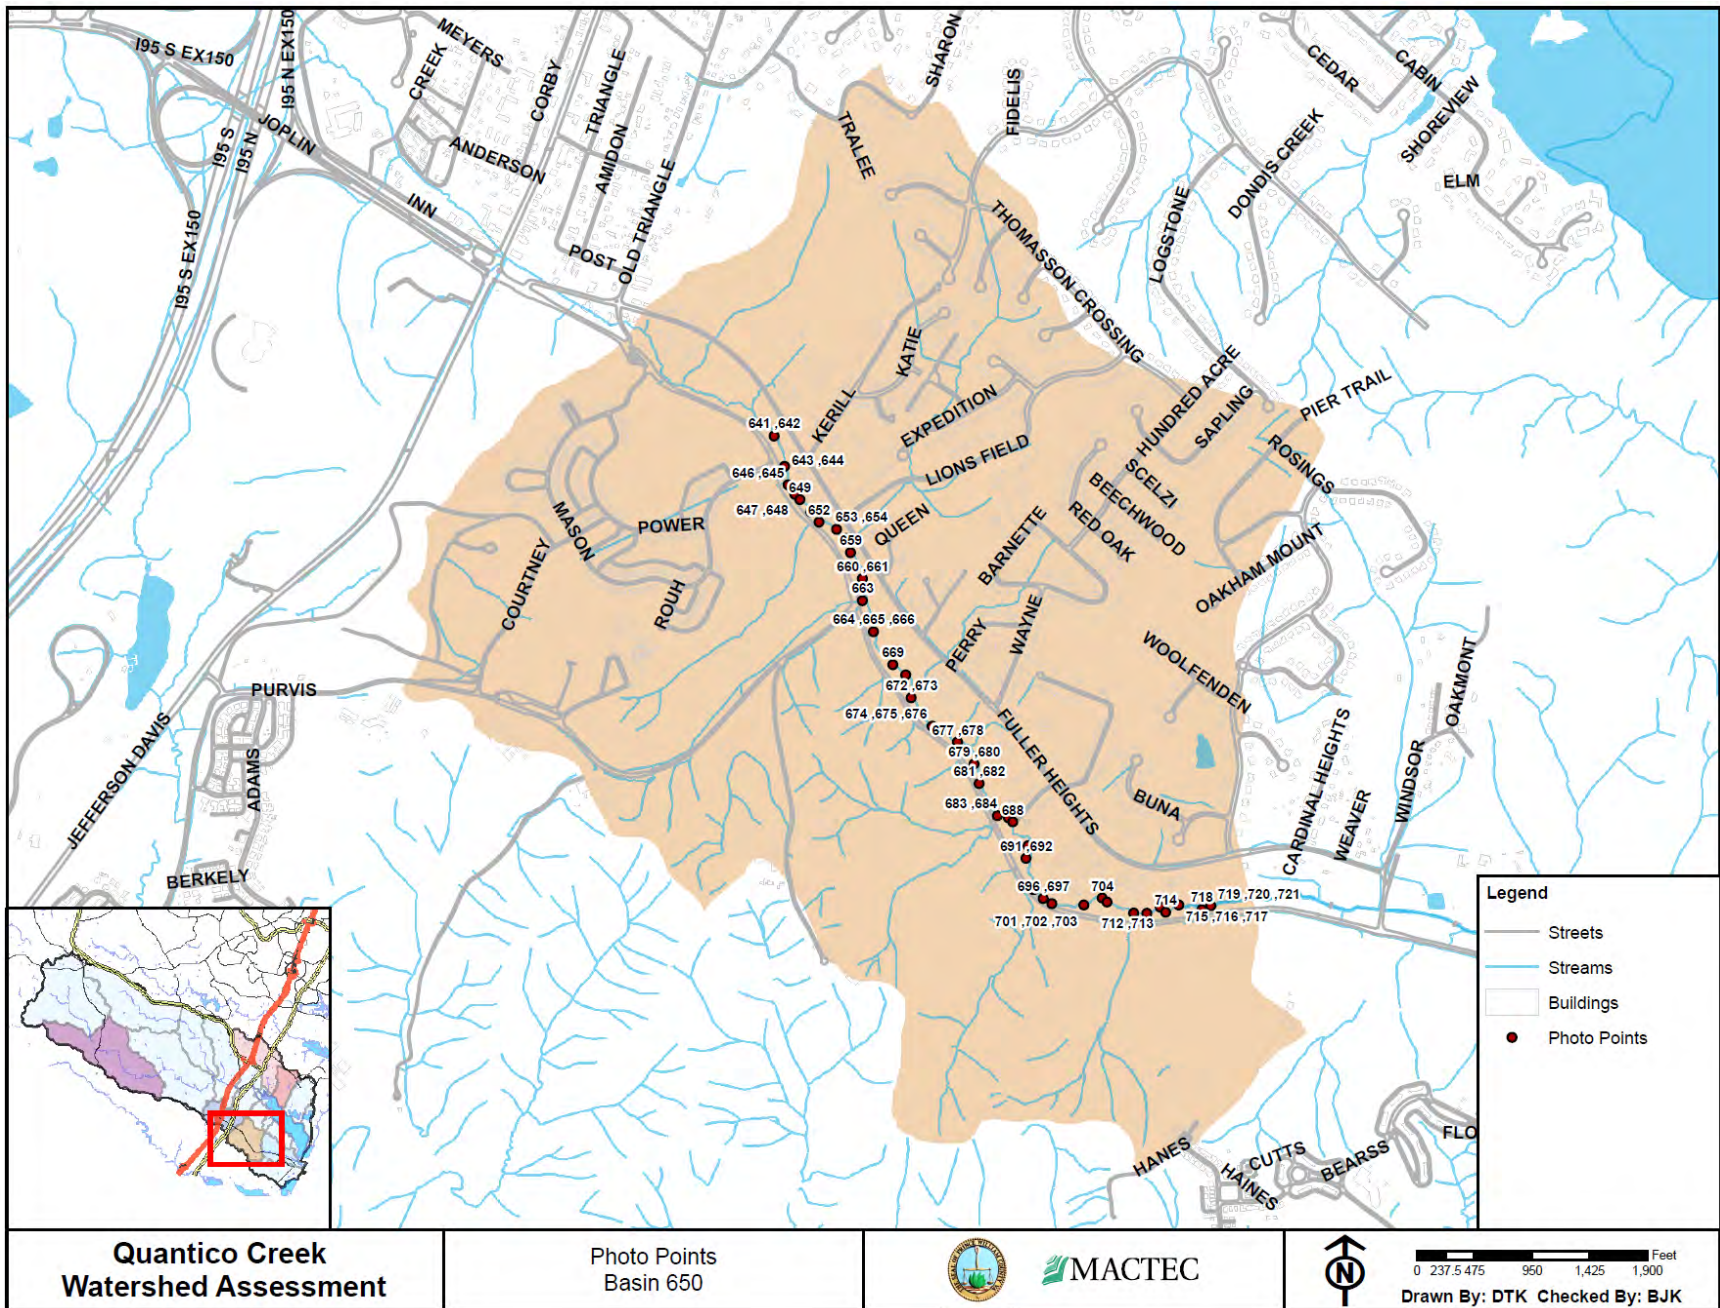 I95 S EX150
I95 N EX150
MEYERS
CREEK
CORBY
TRIANGLE
SHARON
FIDELIS
CEDAR
CABIN
SHOREVIEW
I95 S
I95 N
JOPLIN
ANDERSON
AMIDON
TRALEE
DONDIS CREEK
ELM
INN
OLD TRIANGLE
LOGSTONE
I95 S EX150
POST
THOMASSON CROSSING
KATIE
KERILL
EXPEDITION
HUNDRED ACRE
SAPLING
PIER TRAIL
641 ,642
LIONS FIELD
ROSINGS
643 ,644
646 ,645
SCELZI
BEECHWOOD
649
647 ,648
652
653 ,654
QUEEN
RED OAK
MASON
POWER
BARNETTE
659
OAKHAM MOUNT
COURTNEY
660 ,661
663
ROUH
664 ,665 ,666
PERRY
WAYNE
WOOLFENDEN
669
672 ,673
PURVIS
674 ,675 ,676
677 ,678
FULLER HEIGHTS
OAKMONT
679 ,680
681 ,682
JEFFERSON DAVIS
ADAMS
683 ,684
688
BUNA
CARDINAL HEIGHTS
WEAVER
WINDSOR
691 ,692
BERKELY
696 ,697
704
714
718
719 ,720 ,721
701 ,702 ,703
712 ,713
715 ,716 ,717
HANES
CUTTS
HAINES
BEARSS
FLO
Legend
Streets
Streams
Buildings
Photo Points
Quantico Creek
Watershed Assessment
Photo Points
Basin 650
MACTEC
N
Feet
0 237.5 475 950 1,425 1,900
Drawn By: DTK Checked By: BJK